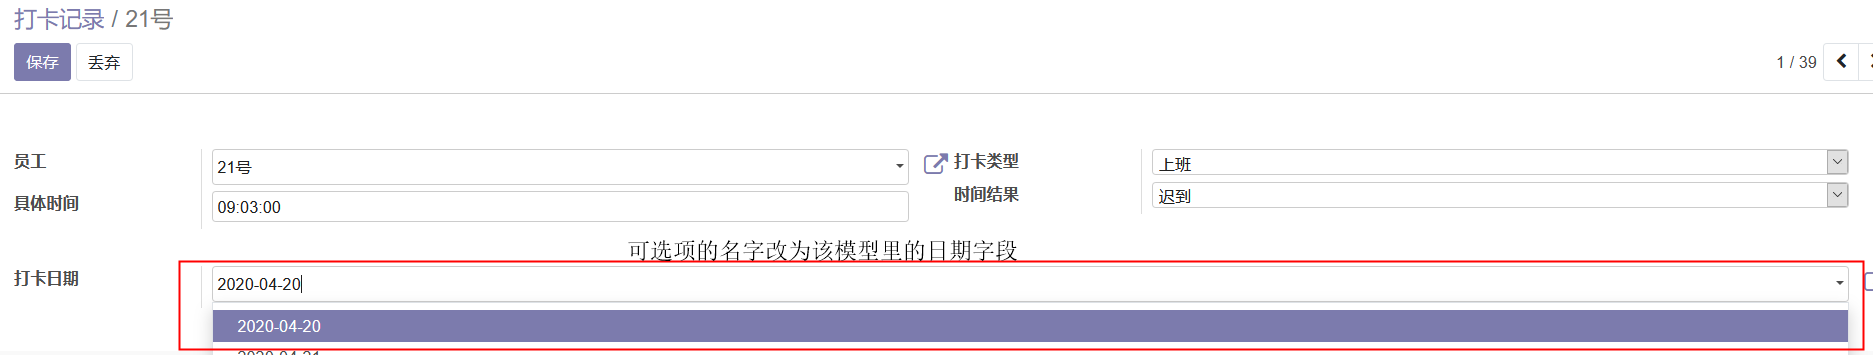 打卡记录 / 21号
保存 丢弃
1 / 39
员工
21号
打卡类型
上班
具体时间
09:03:00
时间结果
迟到
可选项的名字改为该模型里的日期字段
打卡日期
2020-04-20
2020-04-20
2020-04-21